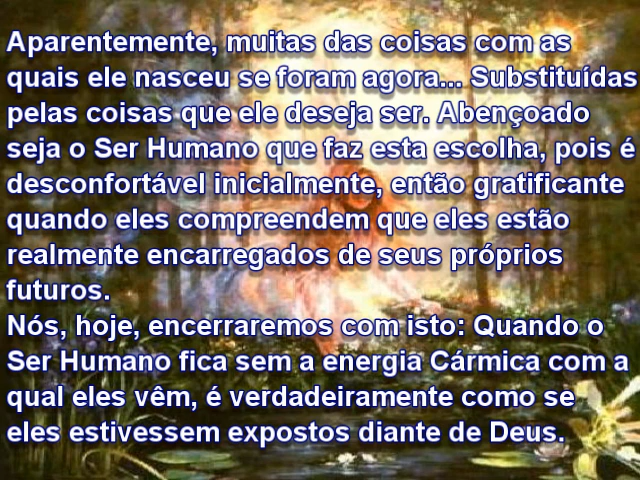 Aparentemente, muitas das coisas com as
quais ele nasceu se foram agora... Substituídas
pelas coisas que ele deseja ser. Abençoado
seja o Ser Humano que faz esta escolha, pois é
desconfortável inicialmente, então gratificante
quando eles compreendem que eles estão
realmente encarregados de seus próprios
futuros.
Nós, hoje, encerraremos com isto: Quando o
Ser Humano fica sem a energia Cármica com a
qual eles vêm, é verdadeiramente como se
eles estivessem expostos diante de Deus.